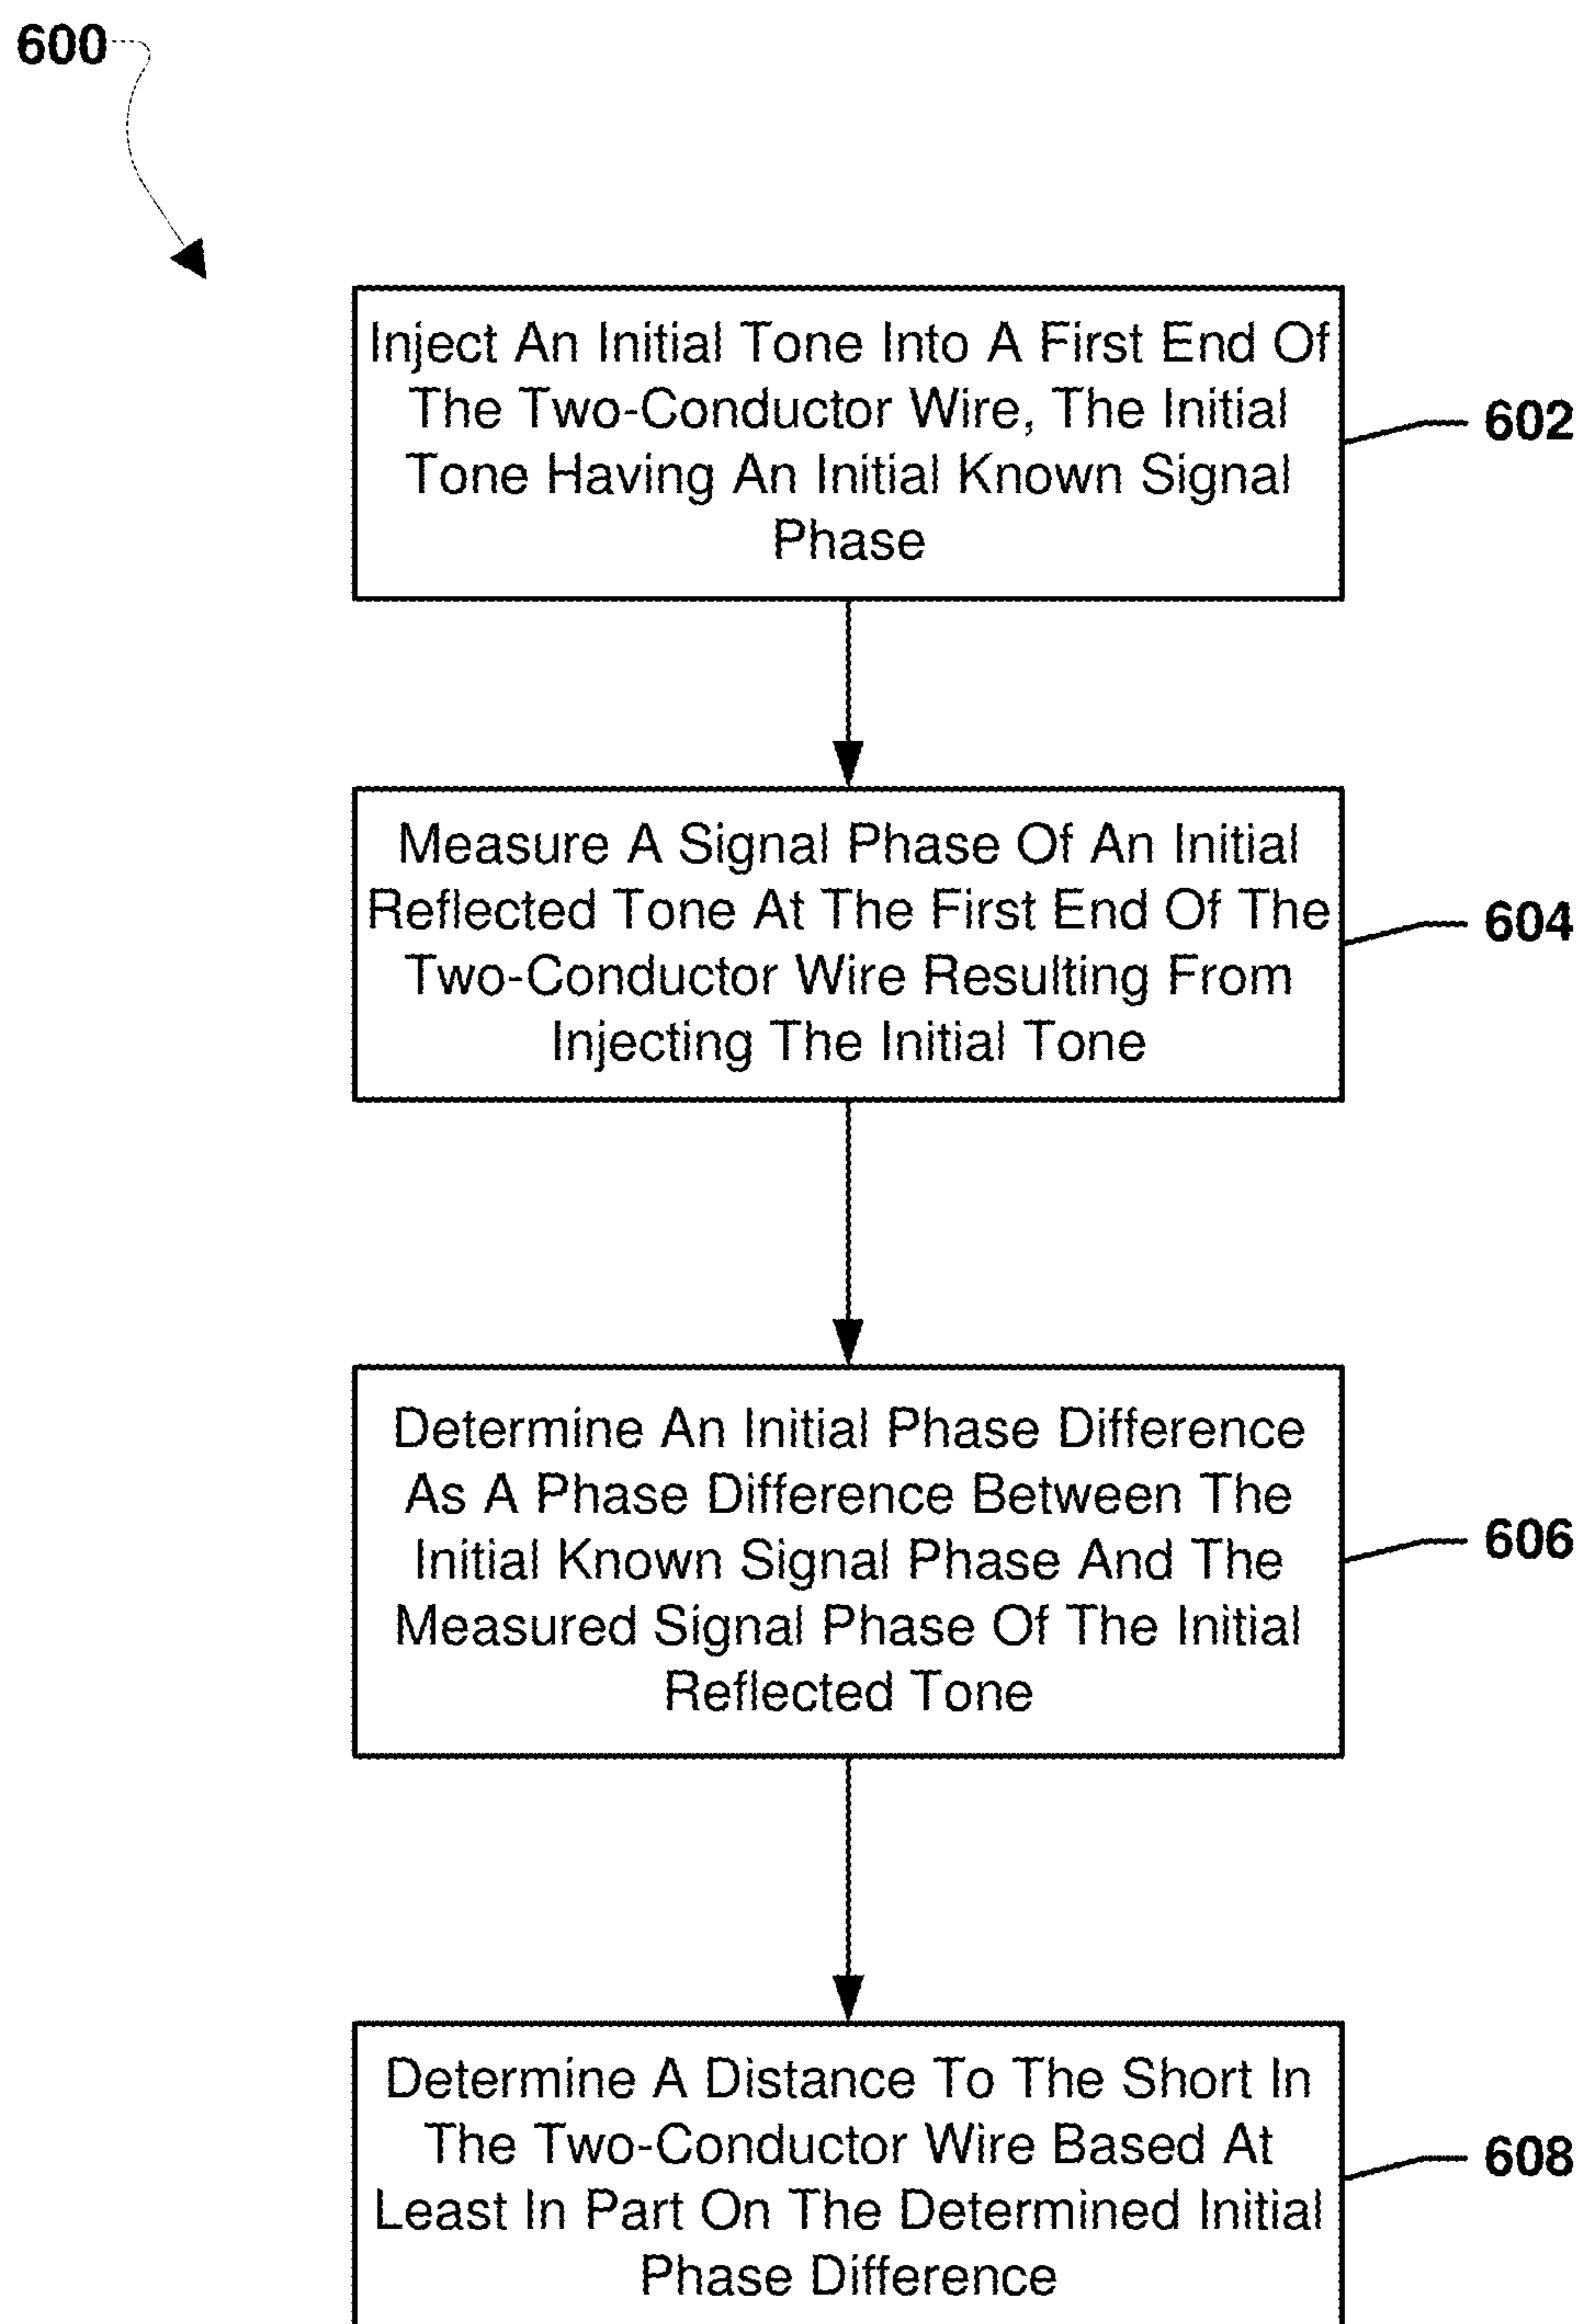 600
Inject An Initial Tone Into A First End Of
The Two-Conductor Wire, The Initial
Tone Having An Initial Known Signal
Phase
602
Measure A Signal Phase Of An Initial
Reflected Tone At The First End Of The
Two-Conductor Wire Resulting From
Injecting The Initial Tone
604
Determine An Initial Phase Difference
As A Phase Difference Between The
Initial Known Signal Phase And The
Measured Signal Phase Of The Initial
Reflected Tone
606
Determine A Distance To The Short In
The Two-Conductor Wire Based At
Least In Part On The Determined Initial
Phase Difference
608